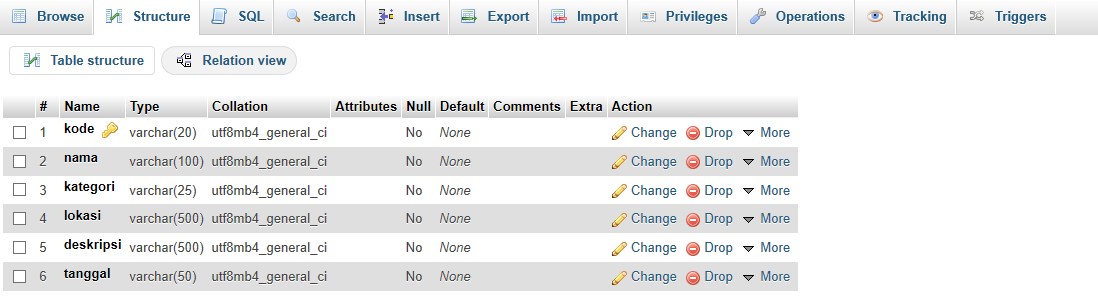 Browse Structure SQL Search Insert Export Import Privileges Operations Tracking Triggers
Table structure Relation view
# Name Type Collation Attributes Null Default Comments Extra Action
1 kode varchar(20) utf8mb4_general_ci No None Change Drop More
2 nama varchar(100) utf8mb4_general_ci No None Change Drop More
3 kategori varchar(25) utf8mb4_general_ci No None Change Drop More
4 lokasi varchar(500) utf8mb4_general_ci No None Change Drop More
5 deskripsi varchar(500) utf8mb4_general_ci No None Change Drop More
6 tanggal varchar(50) utf8mb4_general_ci No None Change Drop More